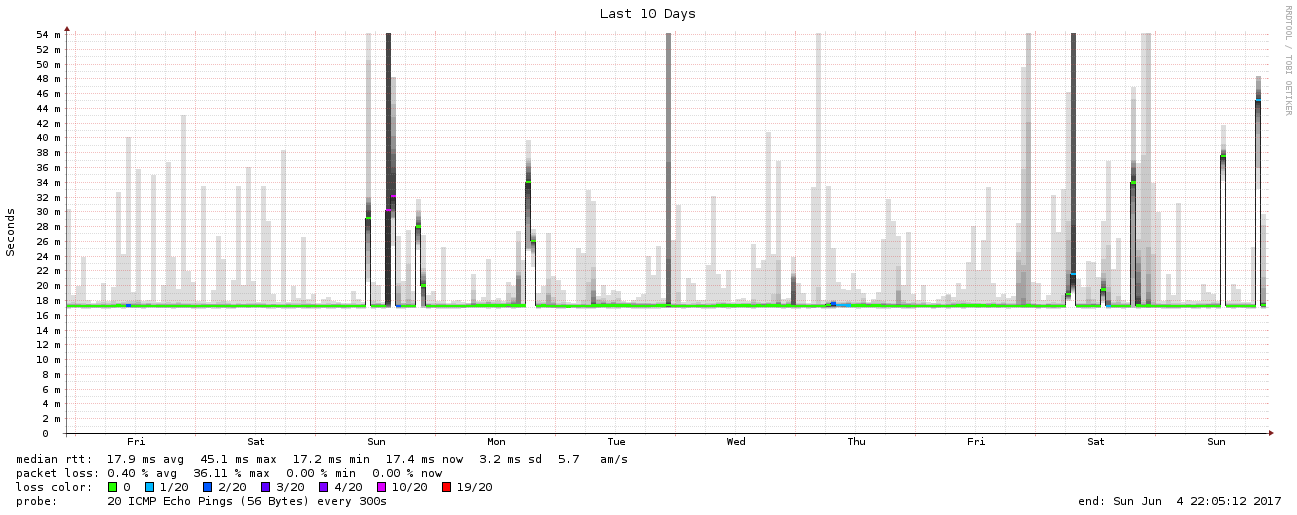 Last 10 Days
RRDTOOL / TOBI OETIKER
Seconds
54 m
52 m
50 m
48 m
46 m
44 m
42 m
40 m
38 m
36 m
34 m
32 m
30 m
28 m
26 m
24 m
22 m
20 m
18 m
16 m
14 m
12 m
10 m
8 m
6 m
4 m
2 m
0
Fri Sat Sun Mon Tue Wed Thu Fri Sat Sun
median rtt: 17.9 ms avg 45.1 ms max 17.2 ms min 17.4 ms now 3.2 ms sd 5.7 am/s
packet loss: 0.40 % avg 36.11 % max 0.00 % min 0.00 % now
loss color: 0 1/20 2/20 3/20 4/20 10/20 19/20
probe: 20 ICMP Echo Pings (56 Bytes) every 300s end: Sun Jun 4 22:05:12 2017